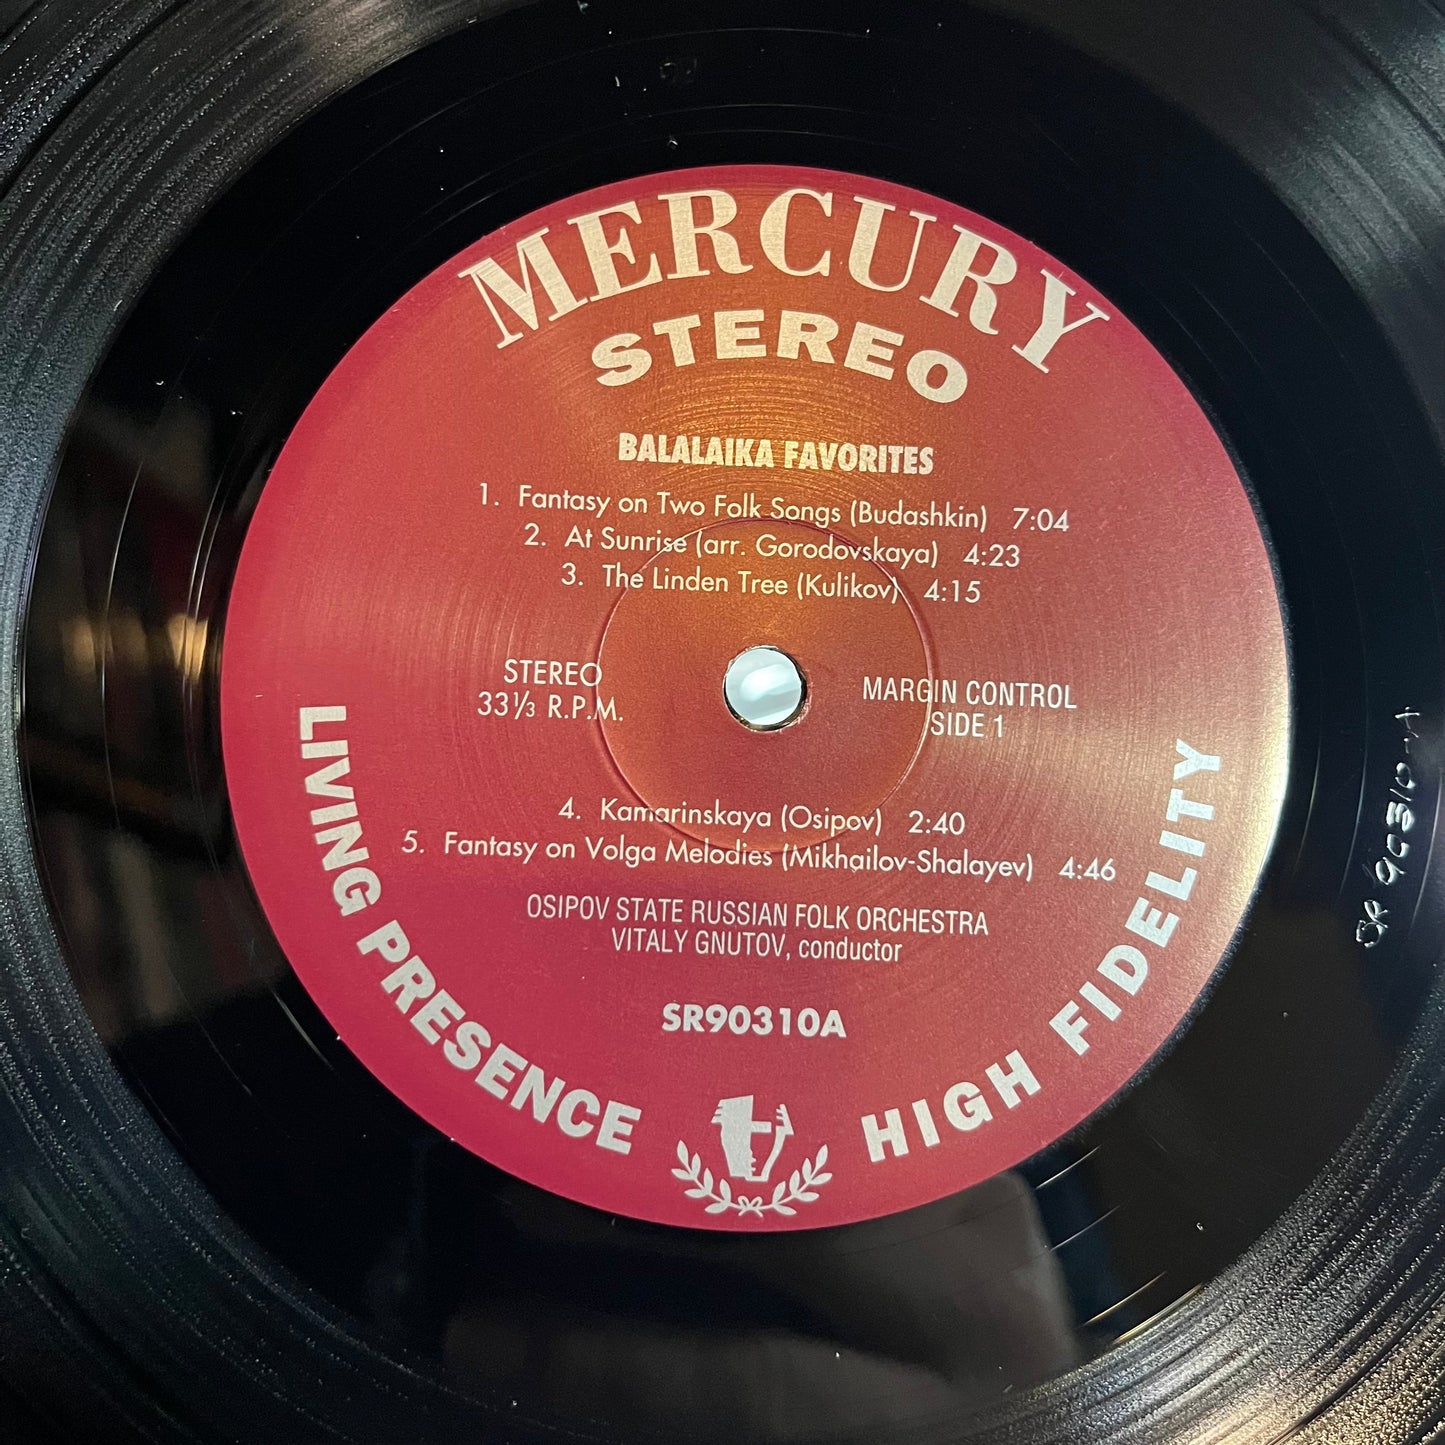 MERCURY
STEREO
BALALAIKA FAVORITES
1. Fantasy on Two Folk Songs (Budashkin) 7:04
2. At Sunrise (arr. Gorodovskaya) 4:23
3. The Linden Tree (Kulikov) 4:15
STEREO
33⅓ R.P.M.
MARGIN CONTROL
SIDE 1
4. Kamarinskaya (Osipov) 2:40
5. Fantasy on Volga Melodies (Mikhailov-Shalayev) 4:46
OSIPOV STATE RUSSIAN FOLK ORCHESTRA
VITALY GNUTOV, conductor
SR90310A
LIVING PRESENCE
HIGH FIDELITY